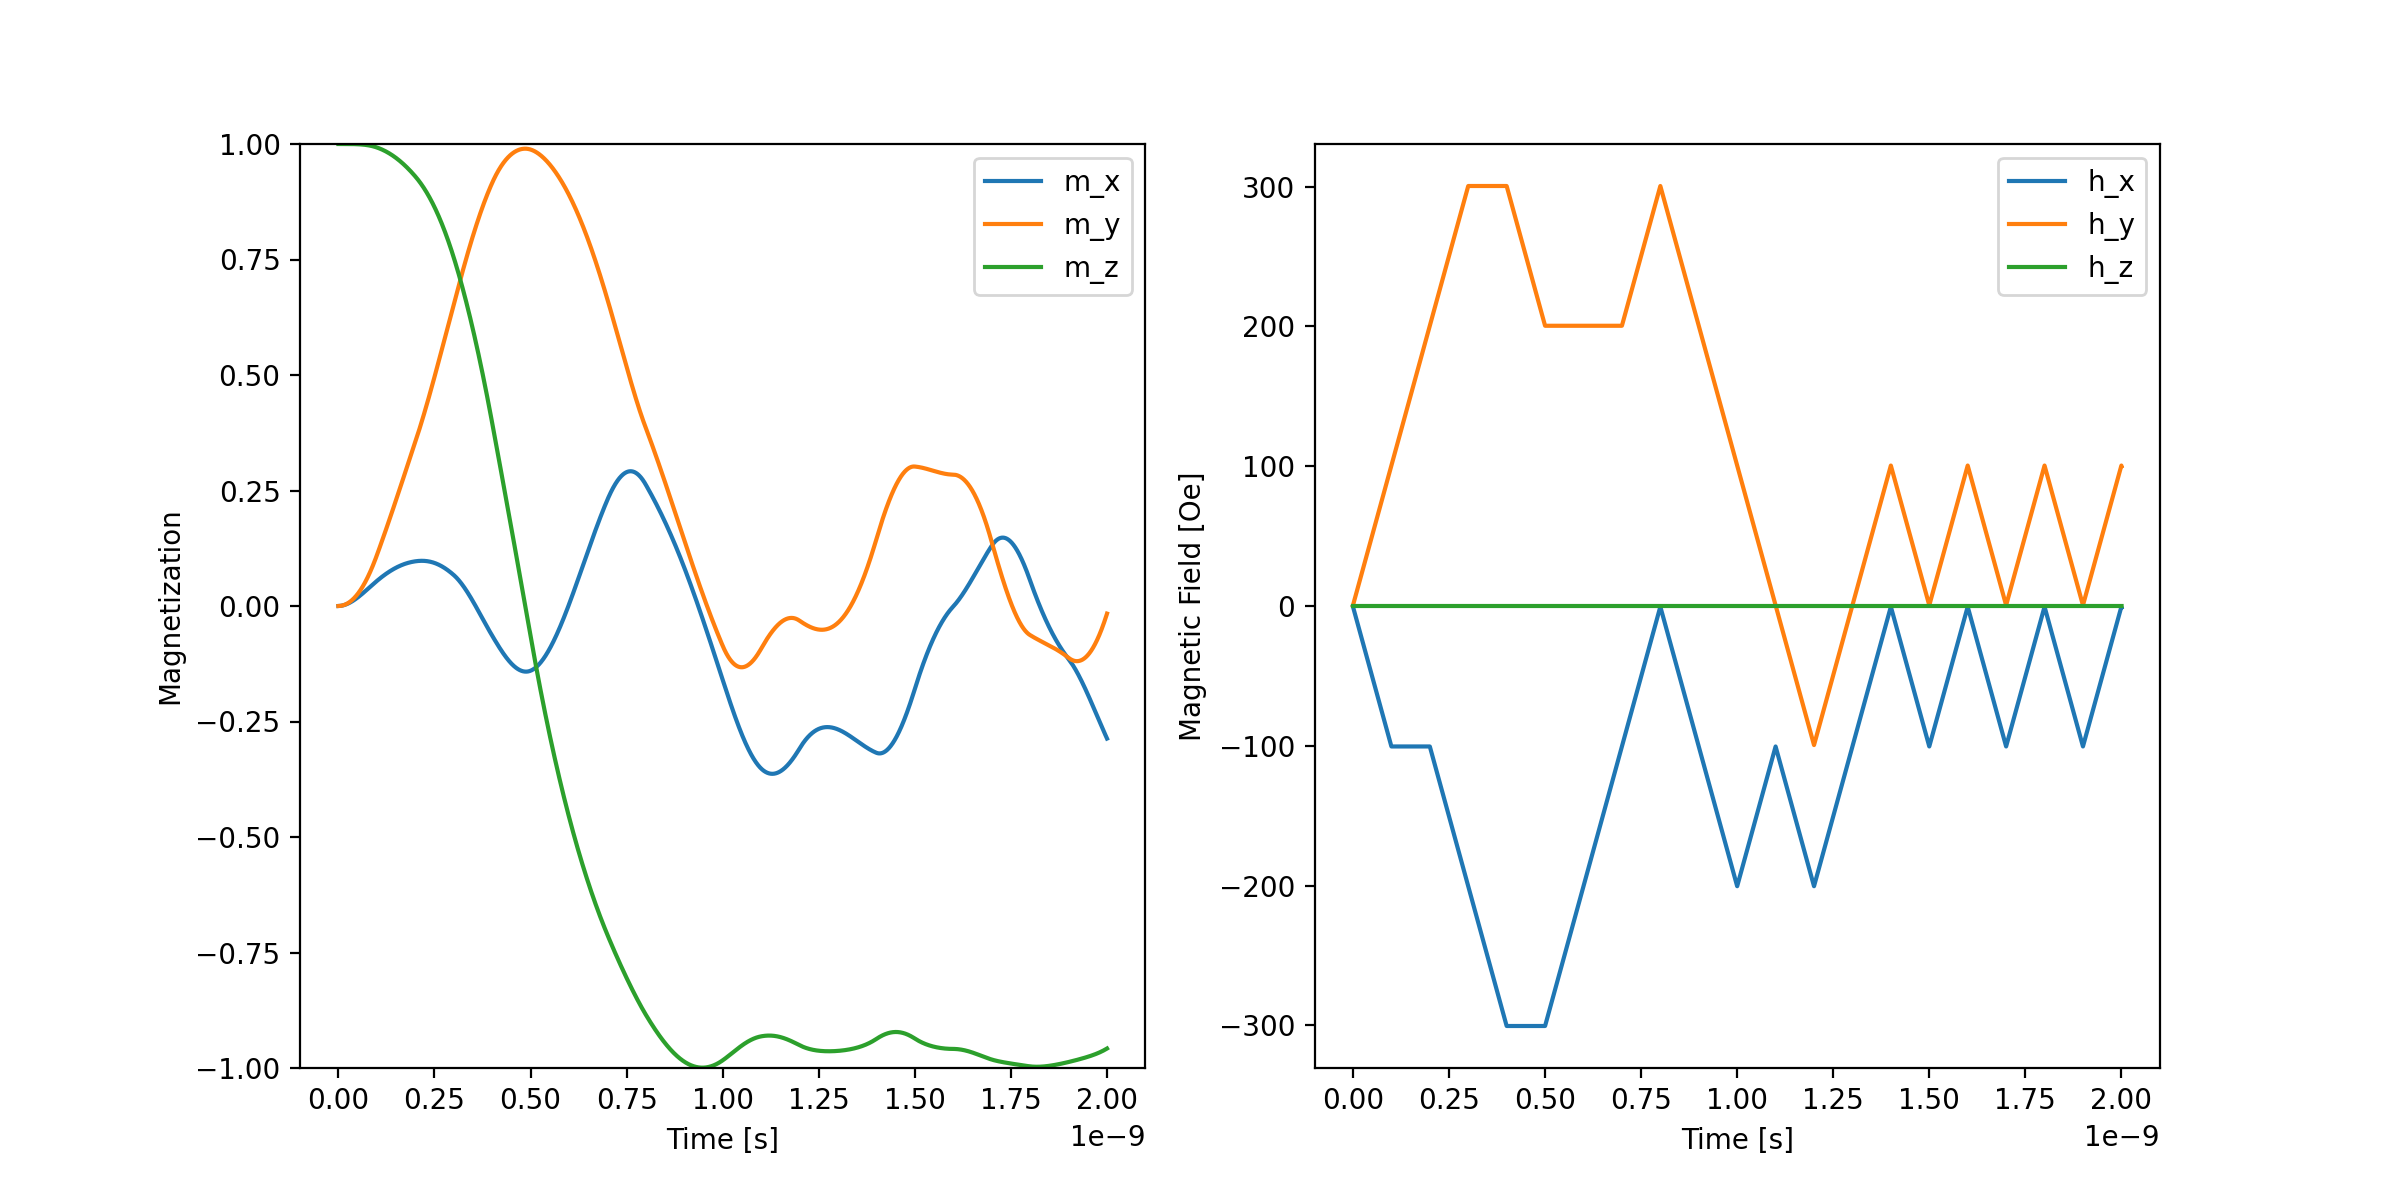 1.00
0.75
0.50
0.25
0.00
−0.25
−0.50
−0.75
−1.00
Magnetization
m_x
m_y
m_z
0.00 0.25 0.50 0.75 1.00 1.25 1.50 1.75 2.00
Time [s]
1e−9
300
200
100
0
−100
−200
−300
Magnetic Field [Oe]
h_x
h_y
h_z
0.00 0.25 0.50 0.75 1.00 1.25 1.50 1.75 2.00
Time [s]
1e−9